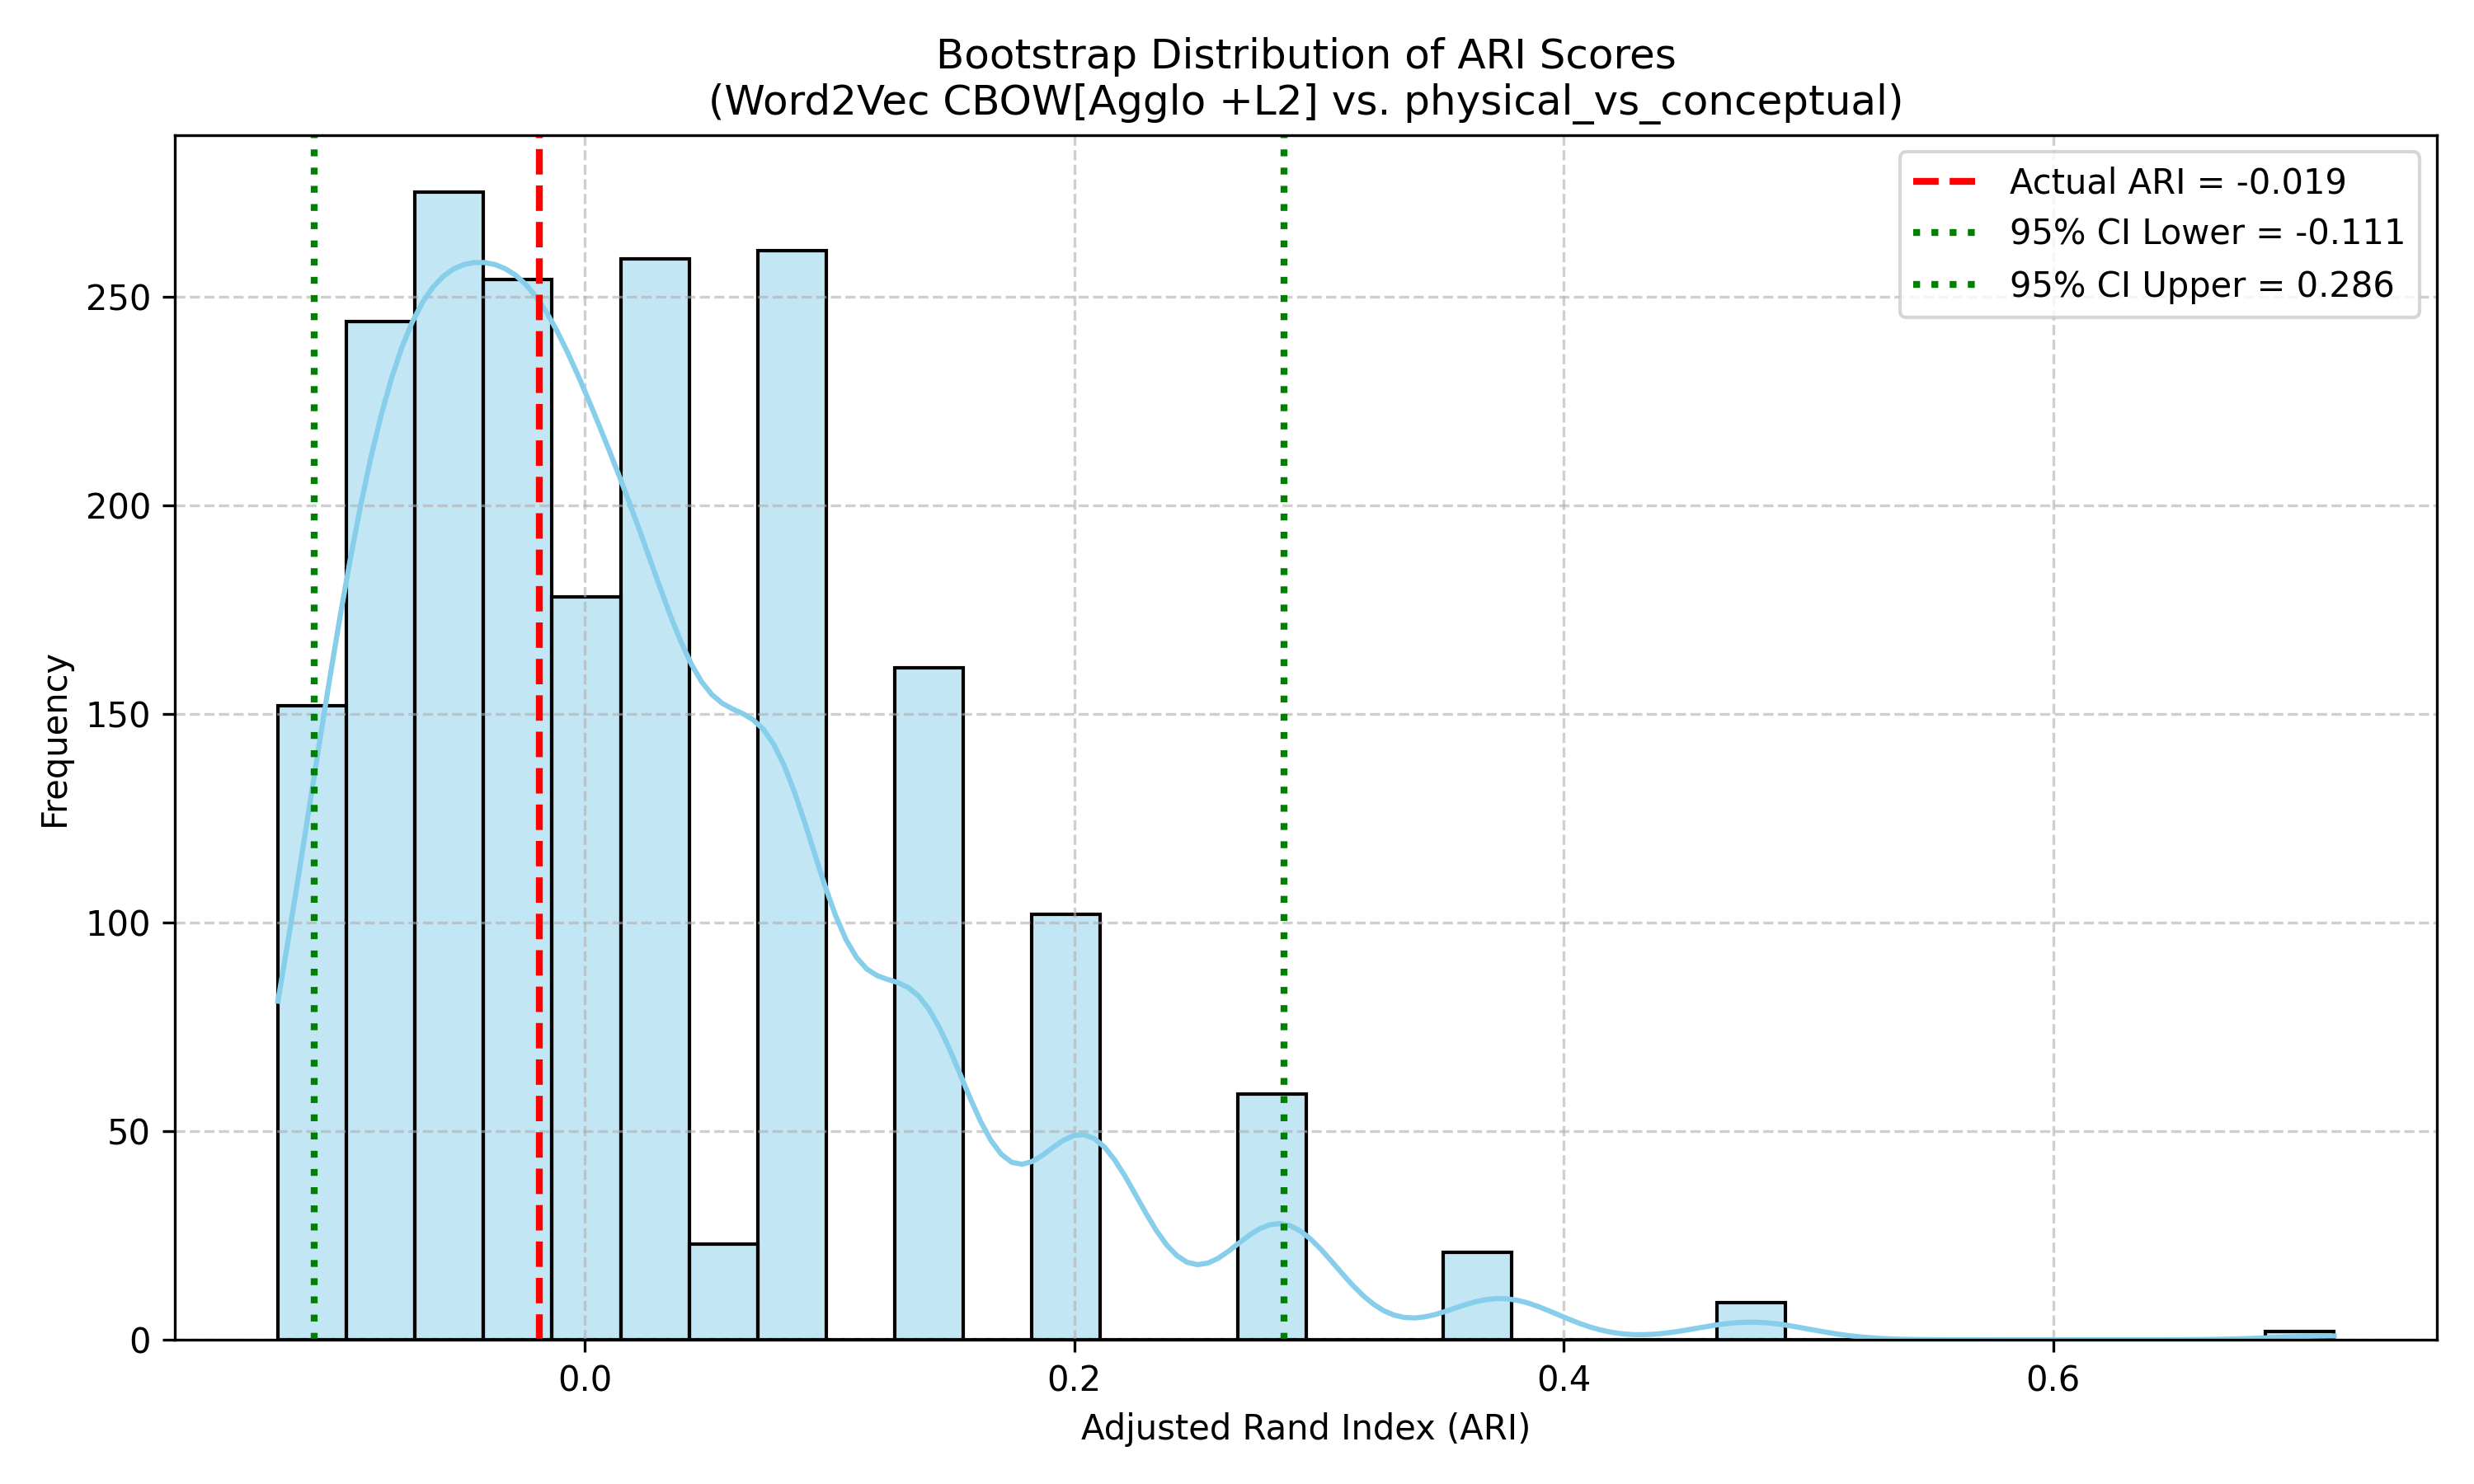 Bootstrap Distribution of ARI Scores
(Word2Vec CBOW[Agglo +L2] vs. physical_vs_conceptual)
Actual ARI = -0.019
95% CI Lower = -0.111
95% CI Upper = 0.286
Frequency
250
200
150
100
50
0
0.0 0.2 0.4 0.6
Adjusted Rand Index (ARI)